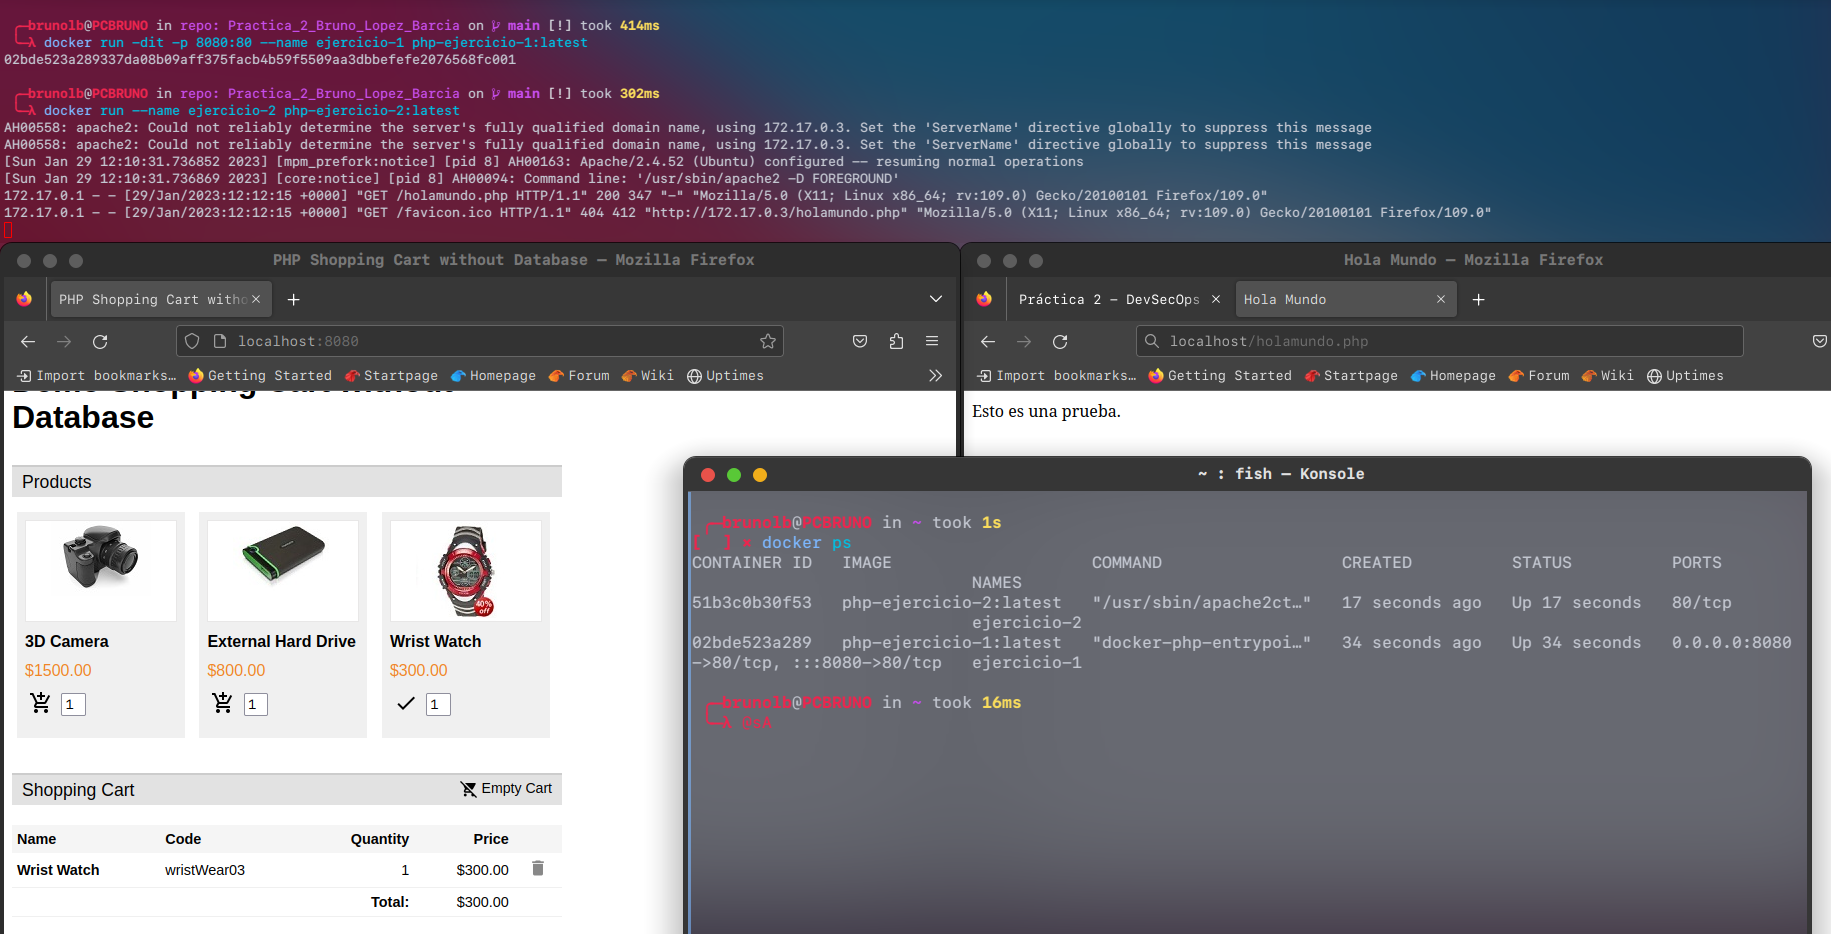 brunolb@PCBRUNO in repo: Practica_2_Bruno_Lopez_Barcia on main [!] took 414ms
λ docker run -dit -p 8080:80 --name ejercicio-1 php-ejercicio-1:latest
02bde523a289337da08b09aff375facb4b59f5509aa3dbbefefe2076568fc001
brunolb@PCBRUNO in repo: Practica_2_Bruno_Lopez_Barcia on main [!] took 302ms
λ docker run --name ejercicio-2 php-ejercicio-2:latest
AH00558: apache2: Could not reliably determine the server's fully qualified domain name, using 172.17.0.3. Set the 'ServerName' directive globally to suppress this message
AH00558: apache2: Could not reliably determine the server's fully qualified domain name, using 172.17.0.3. Set the 'ServerName' directive globally to suppress this message
[Sun Jan 29 12:10:31.736852 2023] [mpm_prefork:notice] [pid 8] AH00163: Apache/2.4.52 (Ubuntu) configured -- resuming normal operations
[Sun Jan 29 12:10:31.736869 2023] [core:notice] [pid 8] AH00094: Command line: '/usr/sbin/apache2 -D FOREGROUND'
172.17.0.1 - - [29/Jan/2023:12:12:15 +0000] "GET /holamundo.php HTTP/1.1" 200 347 "-" "Mozilla/5.0 (X11; Linux x86_64; rv:109.0) Gecko/20100101 Firefox/109.0"
172.17.0.1 - - [29/Jan/2023:12:12:15 +0000] "GET /favicon.ico HTTP/1.1" 404 412 "http://172.17.0.3/holamundo.php" "Mozilla/5.0 (X11; Linux x86_64; rv:109.0) Gecko/20100101 Firefox/109.0"
PHP Shopping Cart without Database — Mozilla Firefox
PHP Shopping Cart witho
localhost:8080
Import bookmarks… Getting Started Startpage Homepage Forum Wiki Uptimes
Demo Shopping Cart without
Database
Products
40% off
3D Camera External Hard Drive Wrist Watch
$1500.00 $800.00 $300.00
1 1 1
Shopping Cart Empty Cart
Name Code Quantity Price
Wrist Watch wristWear03 1 $300.00
Total: $300.00
Hola Mundo — Mozilla Firefox
Práctica 2 - DevSecOps Hola Mundo
localhost/holamundo.php
Import bookmarks… Getting Started Startpage Homepage Forum Wiki Uptimes
Esto es una prueba.
~ : fish — Konsole
brunolb@PCBRUNO in ~ took 1s
[ ] × docker ps
CONTAINER ID IMAGE COMMAND CREATED STATUS PORTS
NAMES
51b3c0b30f53 php-ejercicio-2:latest "/usr/sbin/apache2ct…" 17 seconds ago Up 17 seconds 80/tcp
ejercicio-2
02bde523a289 php-ejercicio-1:latest "docker-php-entrypoi…" 34 seconds ago Up 34 seconds 0.0.0.0:8080
->80/tcp, :::8080->80/tcp ejercicio-1
brunolb@PCBRUNO in ~ took 16ms
λ @sA